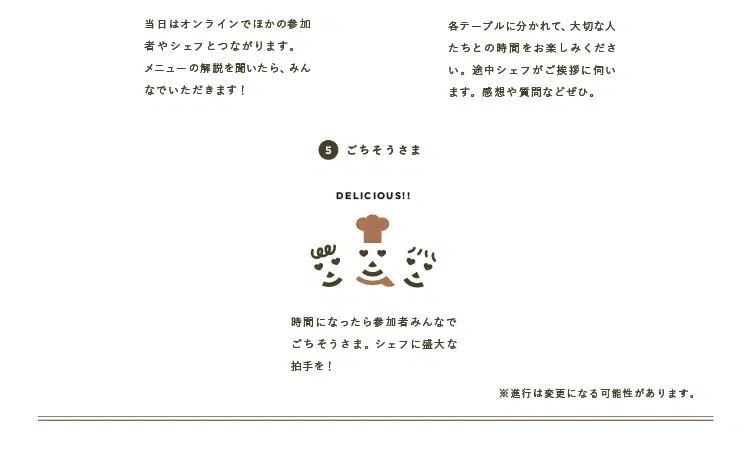 当日はオンラインでほかの参加
者やシェフとつながります。
メニューの解説を聞いたら、みん
なでいただきます！
各テーブルに分かれて、大切な人
たちとの時間をお楽しみくださ
い。途中シェフがご挨拶に伺い
ます。感想や質問などぜひ。
5 ごちそうさま
DELICIOUS!!
時間になったら参加者みんなで
ごちそうさま。シェフに盛大な
拍手を！
※進行は変更になる可能性があります。